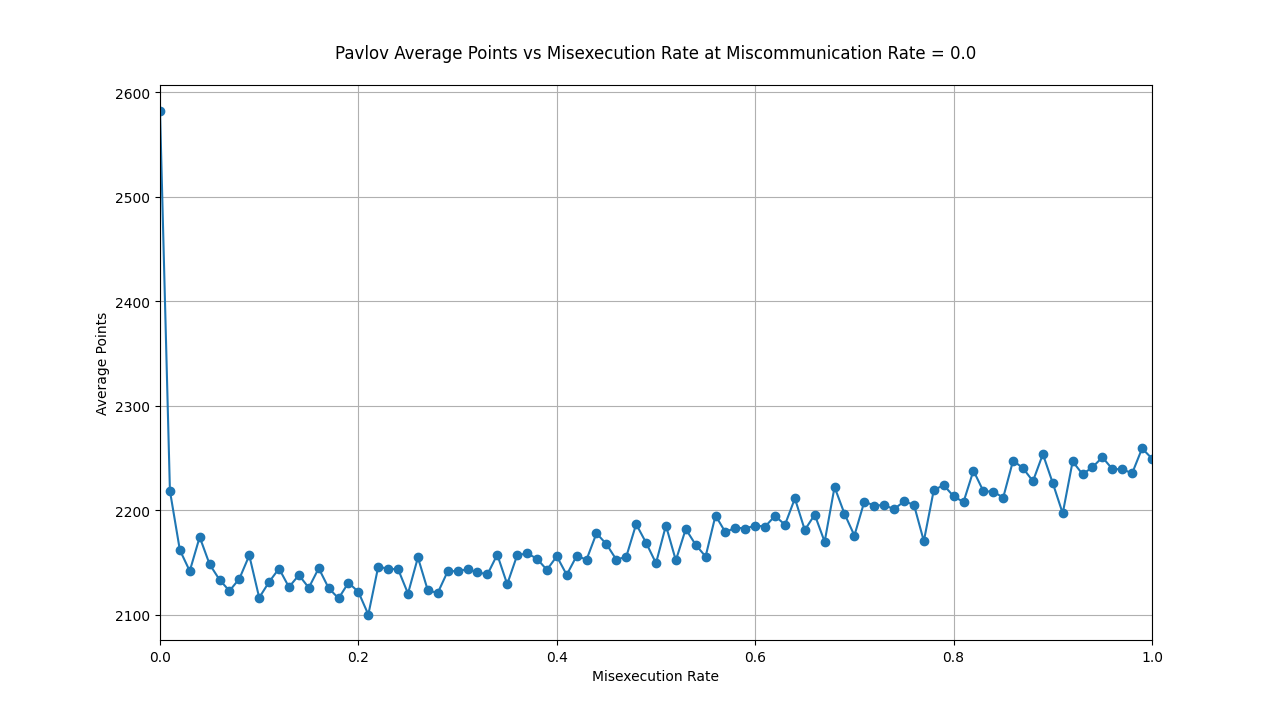 Pavlov Average Points vs Misexecution Rate at Miscommunication Rate = 0.0
2600
2500
2400
2300
2200
2100
Average Points
0.0 0.2 0.4 0.6 0.8 1.0
Misexecution Rate